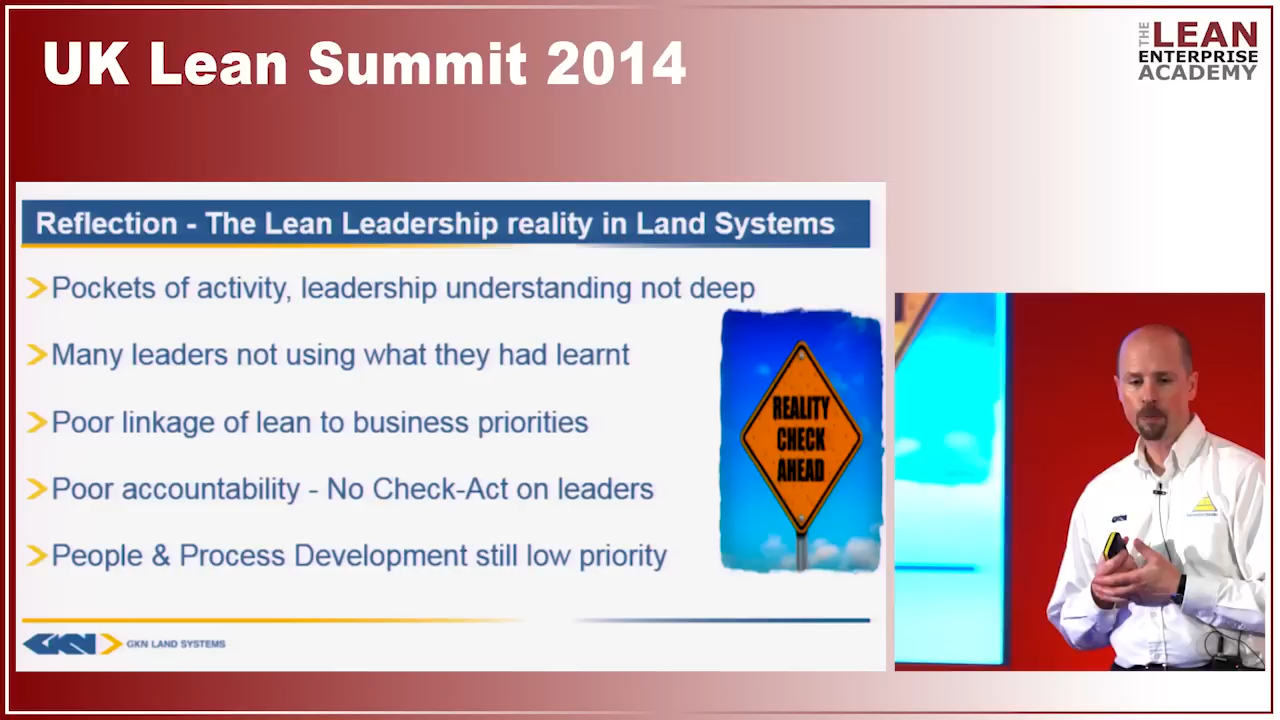 UK Lean Summit 2014
THE LEAN
ENTERPRISE
ACADEMY
Reflection - The Lean Leadership reality in Land Systems
Pockets of activity, leadership understanding not deep
Many leaders not using what they had learnt
Poor linkage of lean to business priorities
Poor accountability - No Check-Act on leaders
People & Process Development still low priority
REALITY
CHECK
AHEAD
GKN
GKN LAND SYSTEMS
GKN